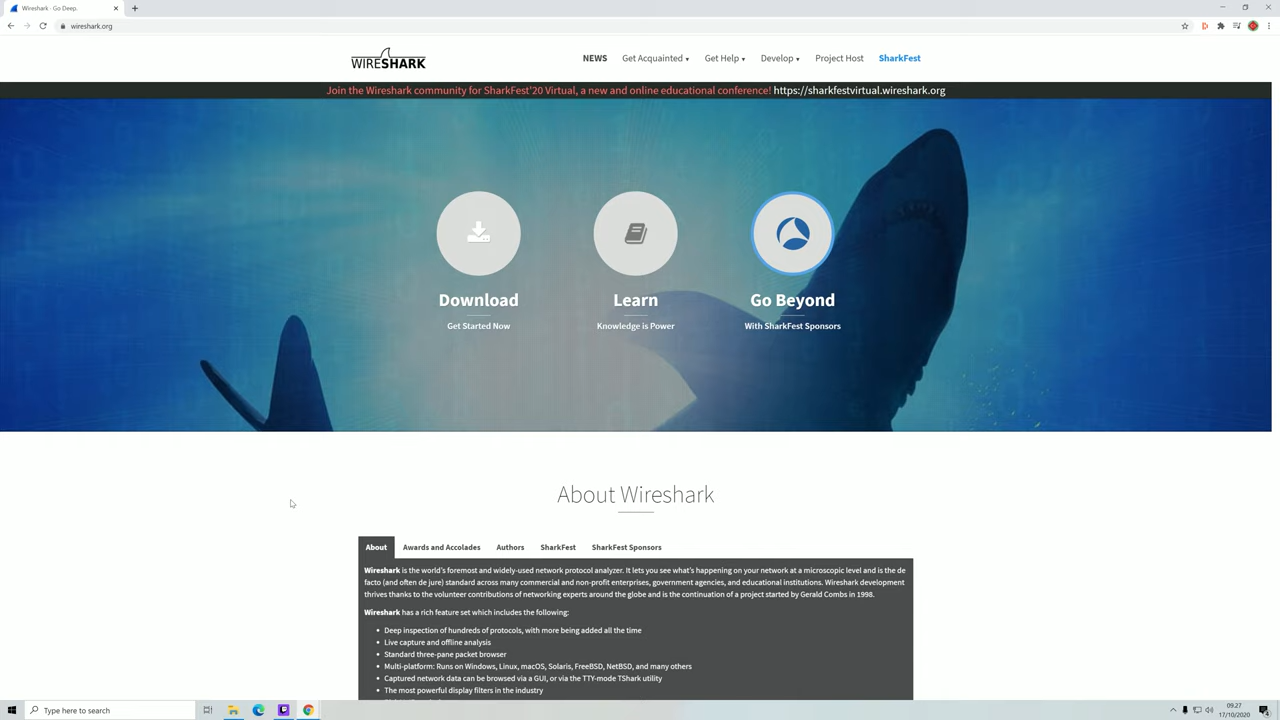 Wireshark · Go Deep.
wireshark.org
WIRESHARK
NEWS Get Acquainted Get Help Develop Project Host SharkFest
Join the Wireshark community for SharkFest'20 Virtual, a new and online educational conference! https://sharkfestvirtual.wireshark.org
Download Learn Go Beyond
Get Started Now Knowledge is Power With SharkFest Sponsors
About Wireshark
About Awards and Accolades Authors SharkFest SharkFest Sponsors
Wireshark is the world's foremost and widely-used network protocol analyzer. It lets you see what's happening on your network at a microscopic level and is the de
facto (and often de jure) standard across many commercial and non-profit enterprises, government agencies, and educational institutions. Wireshark development
thrives thanks to the volunteer contributions of networking experts around the globe and is the continuation of a project started by Gerald Combs in 1998.
Wireshark has a rich feature set which includes the following:
• Deep inspection of hundreds of protocols, with more being added all the time
• Live capture and offline analysis
• Standard three-pane packet browser
• Multi-platform: Runs on Windows, Linux, macOS, Solaris, FreeBSD, NetBSD, and many others
• Captured network data can be browsed via a GUI, or via the TTY-mode TShark utility
• The most powerful display filters in the industry
Type here to search
09.27
17/10/2020